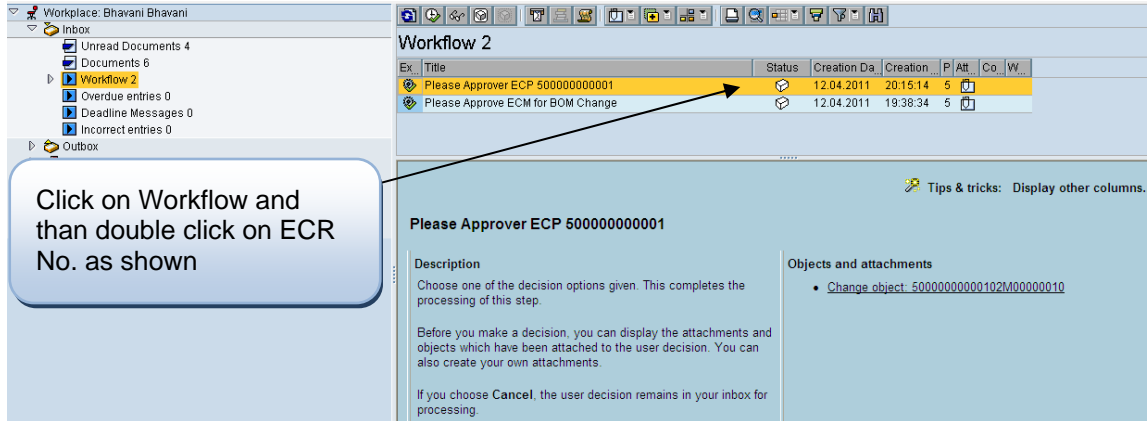 Workplace: Bhavani Bhavani
Inbox
Unread Documents 4
Documents 6
Workflow 2
Overdue entries 0
Deadline Messages 0
Incorrect entries 0
Outbox
Click on Workflow and
than double click on ECR
No. as shown
Workflow 2
Ex... Title Status Creation Da... Creation ... P Att... Co... W...
Please Approver ECP 500000000001 12.04.2011 20:15:14 5
Please Approve ECM for BOM Change 12.04.2011 19:38:34 5
Tips & tricks: Display other columns.
Please Approver ECP 500000000001
Description
Choose one of the decision options given. This completes the
processing of this step.
Before you make a decision, you can display the attachments and
objects which have been attached to the user decision. You can
also create your own attachments.
If you choose Cancel, the user decision remains in your inbox for
processing.
Objects and attachments
• Change object: 50000000000102M00000010